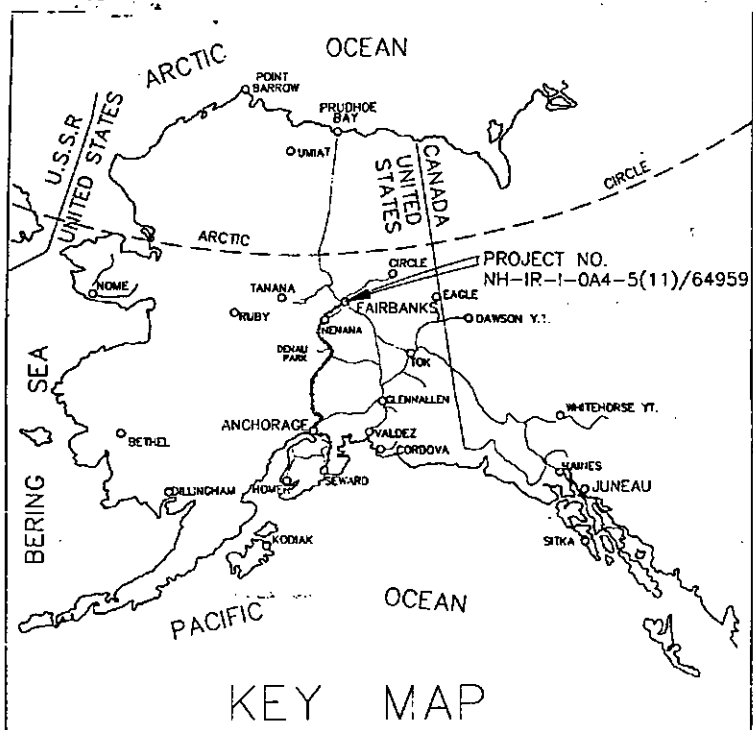 ARCTIC OCEAN
POINT
BARROW
PRUDHOE
BAY
UMIAT
U.S.S.R
UNITED STATES
CANADA
UNITED
STATES
ARCTIC CIRCLE
CIRCLE
PROJECT NO.
NH-IR-I-0A4-5(11)/64959
NOME
TANANA
EAGLE
FAIRBANKS
RUBY
NENANA
DAWSON Y.T.
DENALI
PARK
TOK
GLENNALLEN
WHITEHORSE YT.
ANCHORAGE
VALDEZ
BETHEL
CORDOVA
HAINES
DILLINGHAM
HOMER
SEWARD
JUNEAU
BERING SEA
KODIAK
SITKA
PACIFIC OCEAN
KEY MAP